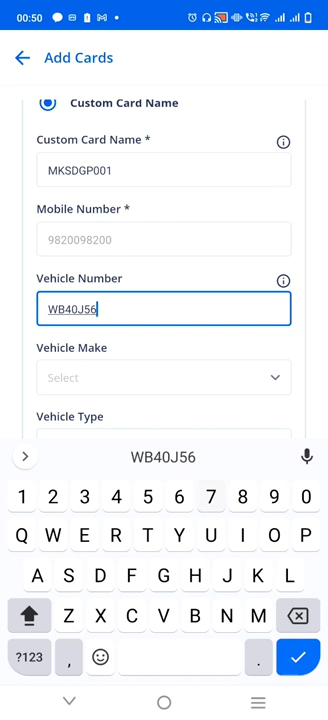 00:50
Add Cards
Custom Card Name
Custom Card Name *
MKSDGP001
Mobile Number *
9820098200
Vehicle Number
WB40J56
Vehicle Make
Select
Vehicle Type
WB40J56
1 2 3 4 5 6 7 8 9 0
Q W E R T Y U I O P
A S D F G H J K L
Z X C V B N M
?123 , .